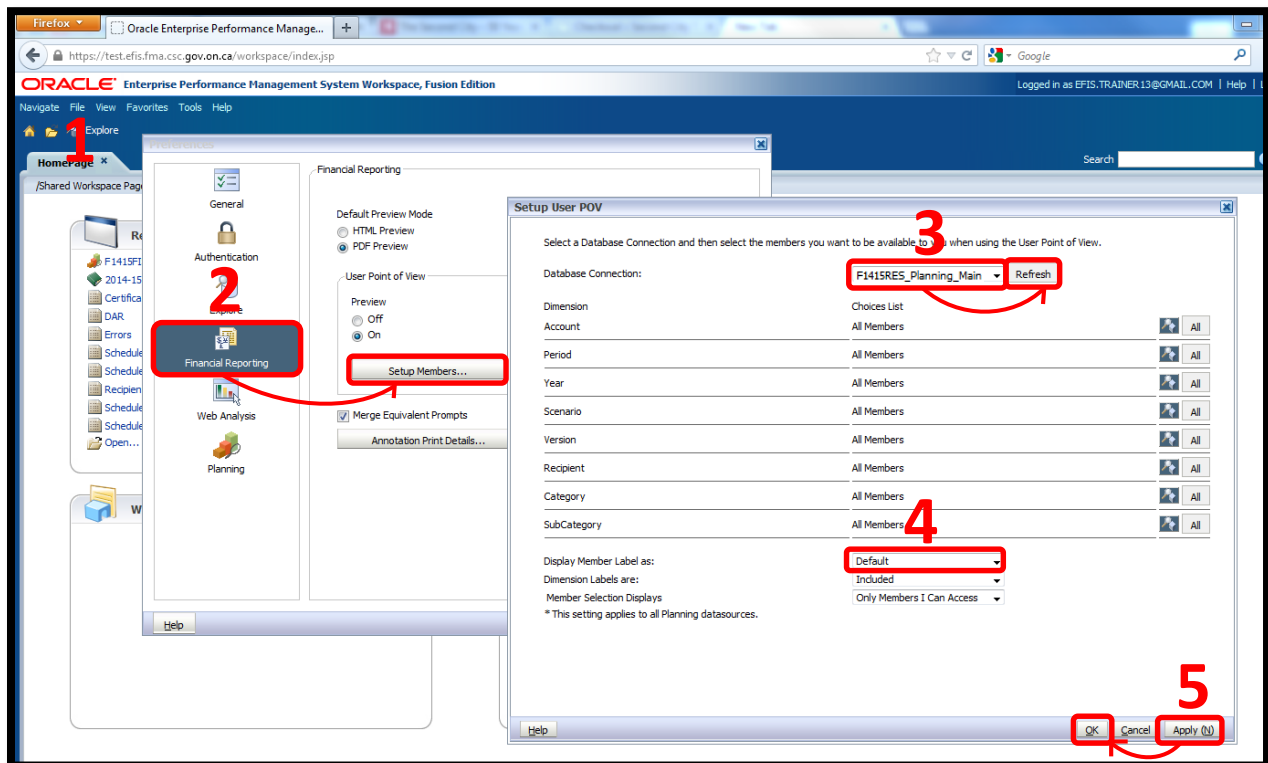 Firefox
Oracle Enterprise Performance Manage...
+
https://test.efis.fma.csc.gov.on.ca/workspace/index.jsp
Google
ORACLE Enterprise Performance Management System Workspace, Fusion Edition
Logged in as EFIS.TRAINER13@GMAIL.COM | Help |
Navigate File View Favorites Tools Help
Explore
1
HomePage ×
Search
/Shared Workspace Pag
Preferences
General
Authentication
Explore
2
Financial Reporting
Web Analysis
Planning
Help
Financial Reporting
Default Preview Mode
HTML Preview
PDF Preview
User Point of View
Preview
Off
On
Setup Members...
Merge Equivalent Prompts
Annotation Print Details...
Re
F1415FI
2014-15
Certifica
DAR
Errors
Schedule
Schedule
Recipien
Schedule
Schedule
Open...
W
Setup User POV
3
Select a Database Connection and then select the members you want to be available to you when using the User Point of View.
Database Connection: F1415RES_Planning_Main Refresh
Dimension Choices List
Account All Members All
Period All Members All
Year All Members All
Scenario All Members All
Version All Members All
Recipient All Members All
Category All Members All
SubCategory All Members All
4
Display Member Label as: Default
Dimension Labels are: Included
Member Selection Displays Only Members I Can Access
* This setting applies to all Planning datasources.
5
Help OK Cancel Apply (N)